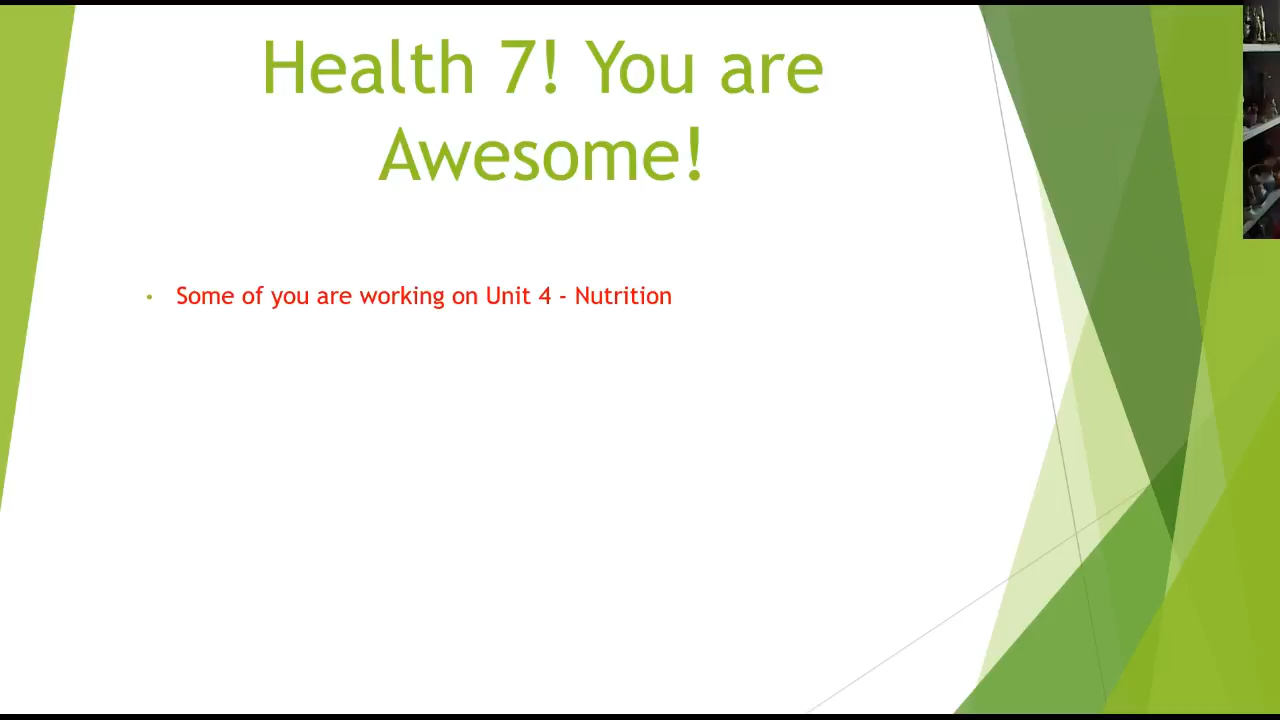 Health 7! You are
Awesome!
• Some of you are working on Unit 4 - Nutrition